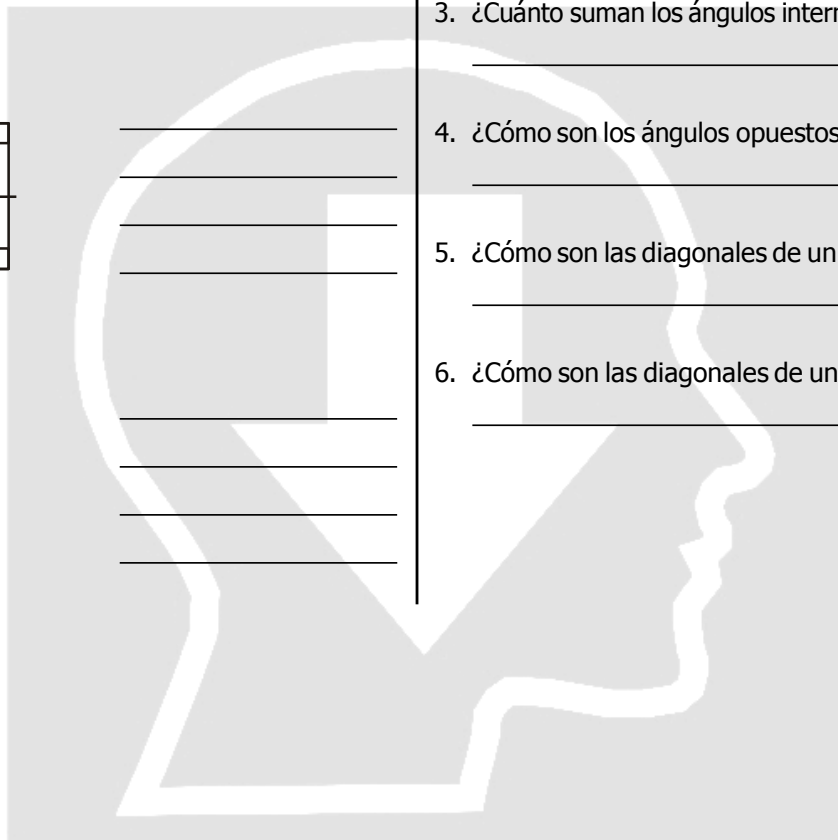 3. ¿Cuánto suman los ángulos
4. ¿Cómo son los ángulos opuestos
5. ¿Cómo son las diagonales de un
6. ¿Cómo son las diagonales de un